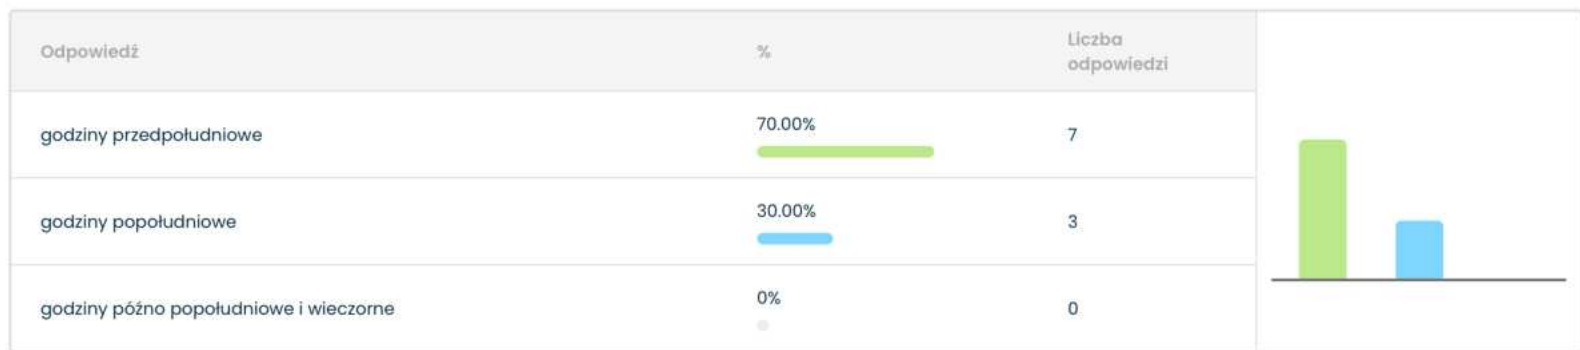 Odpowiedź % Liczba odpowiedzi
godziny przedpołudniowe 70.00% 7
godziny popołudniowe 30.00% 3
godziny późno popołudniowe i wieczorne 0% 0